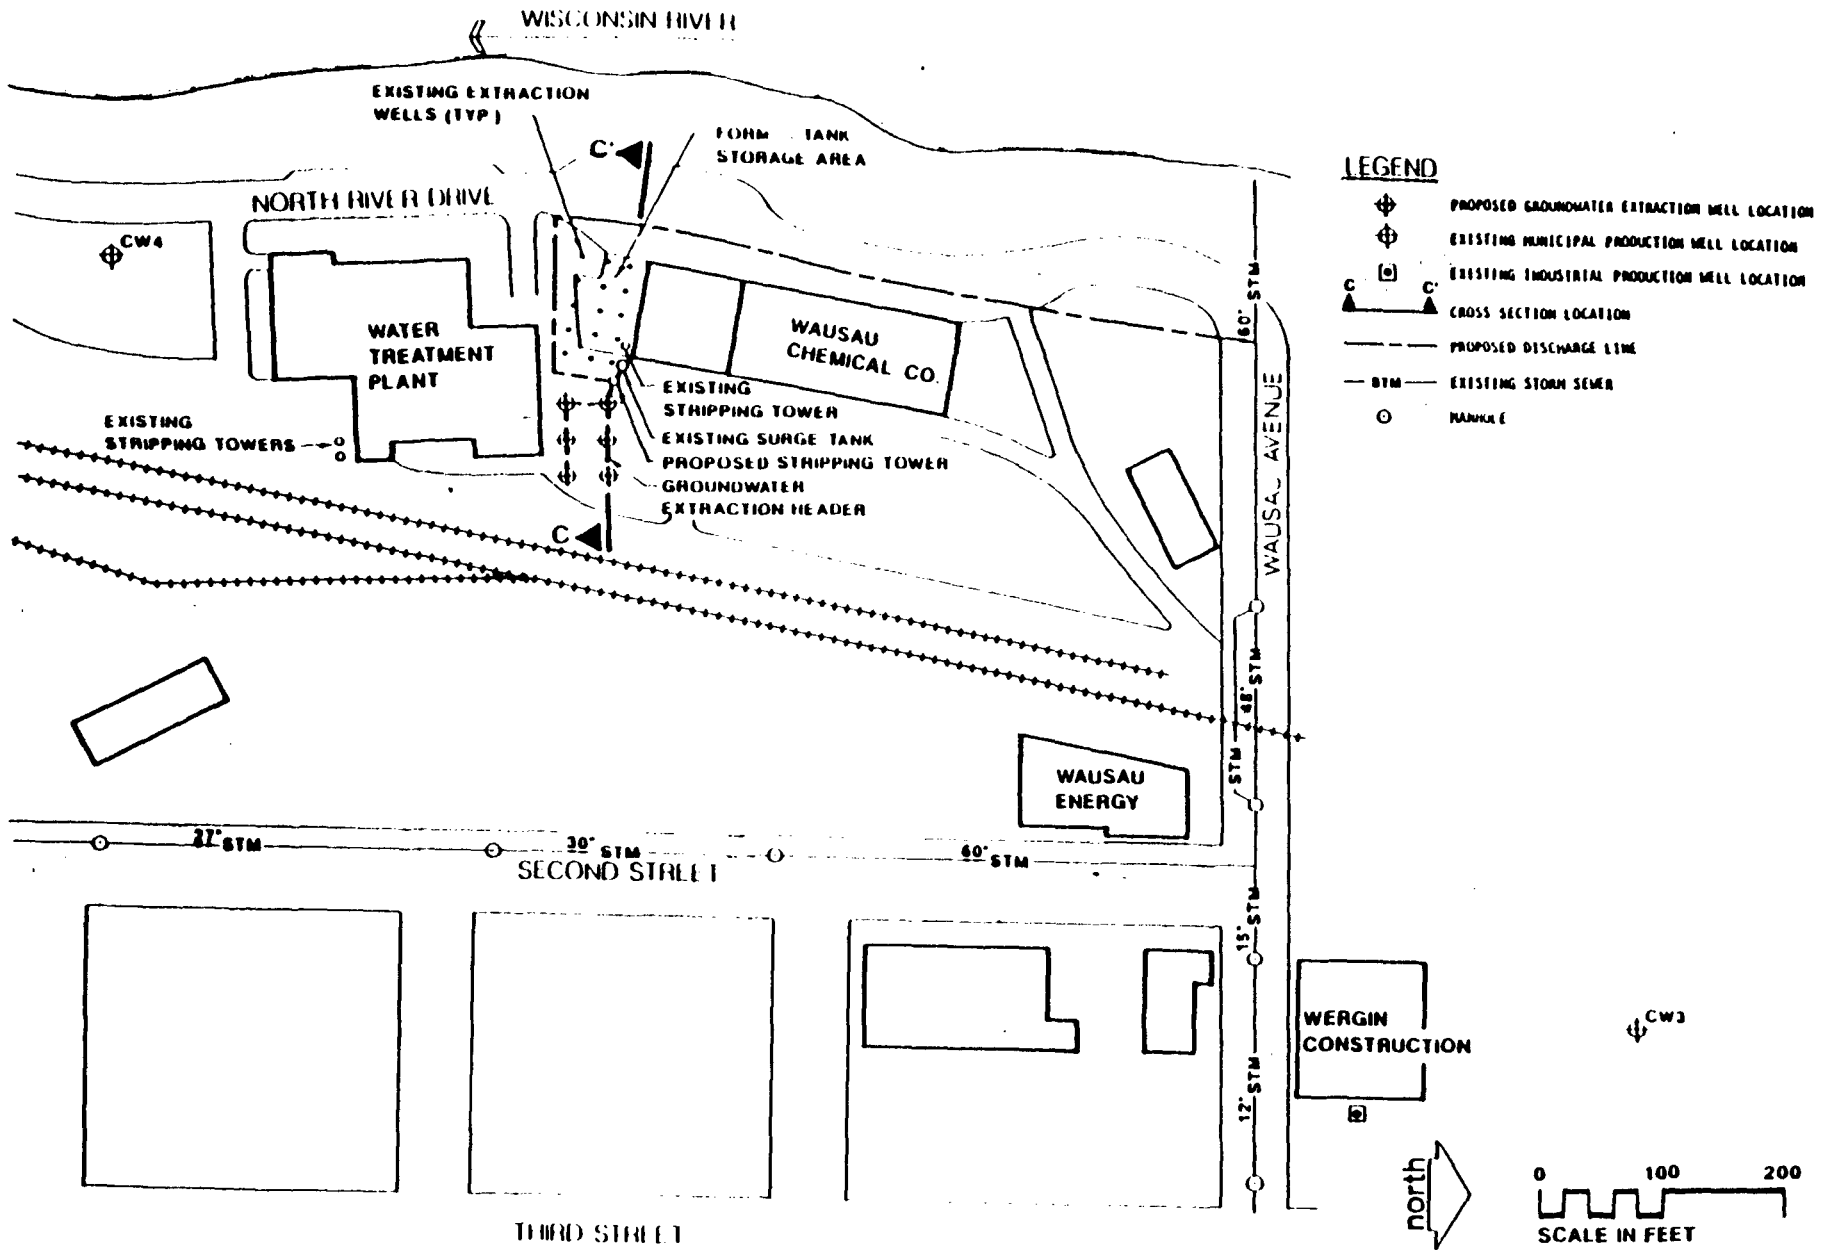 WISCONSIN RIVER
EXISTING EXTRACTION
WELLS (TYP)
C'
TANK
STORAGE AREA
NORTH RIVER DRIVE
CW4
WATER
TREATMENT
PLANT
WAUSAU
CHEMICAL CO.
EXISTING
STRIPPING TOWERS
EXISTING
STRIPPING TOWER
EXISTING SURGE TANK
PROPOSED STRIPPING TOWER
GROUNDWATER
EXTRACTION HEADER
C
60" STM
WAUSAU AVENUE
48" STM
STM
WAUSAU
ENERGY
STM
30" STM
60" STM
SECOND STREET
15" STM
12" STM
WERGIN
CONSTRUCTION
CW3
THIRD STREET
LEGEND
PROPOSED GROUNDWATER EXTRACTION WELL LOCATION
EXISTING MUNICIPAL PRODUCTION WELL LOCATION
EXISTING INDUSTRIAL PRODUCTION WELL LOCATION
C C'
CROSS SECTION LOCATION
PROPOSED DISCHARGE LINE
STM EXISTING STORM SEWER
MANHOLE
north
0 100 200
SCALE IN FEET